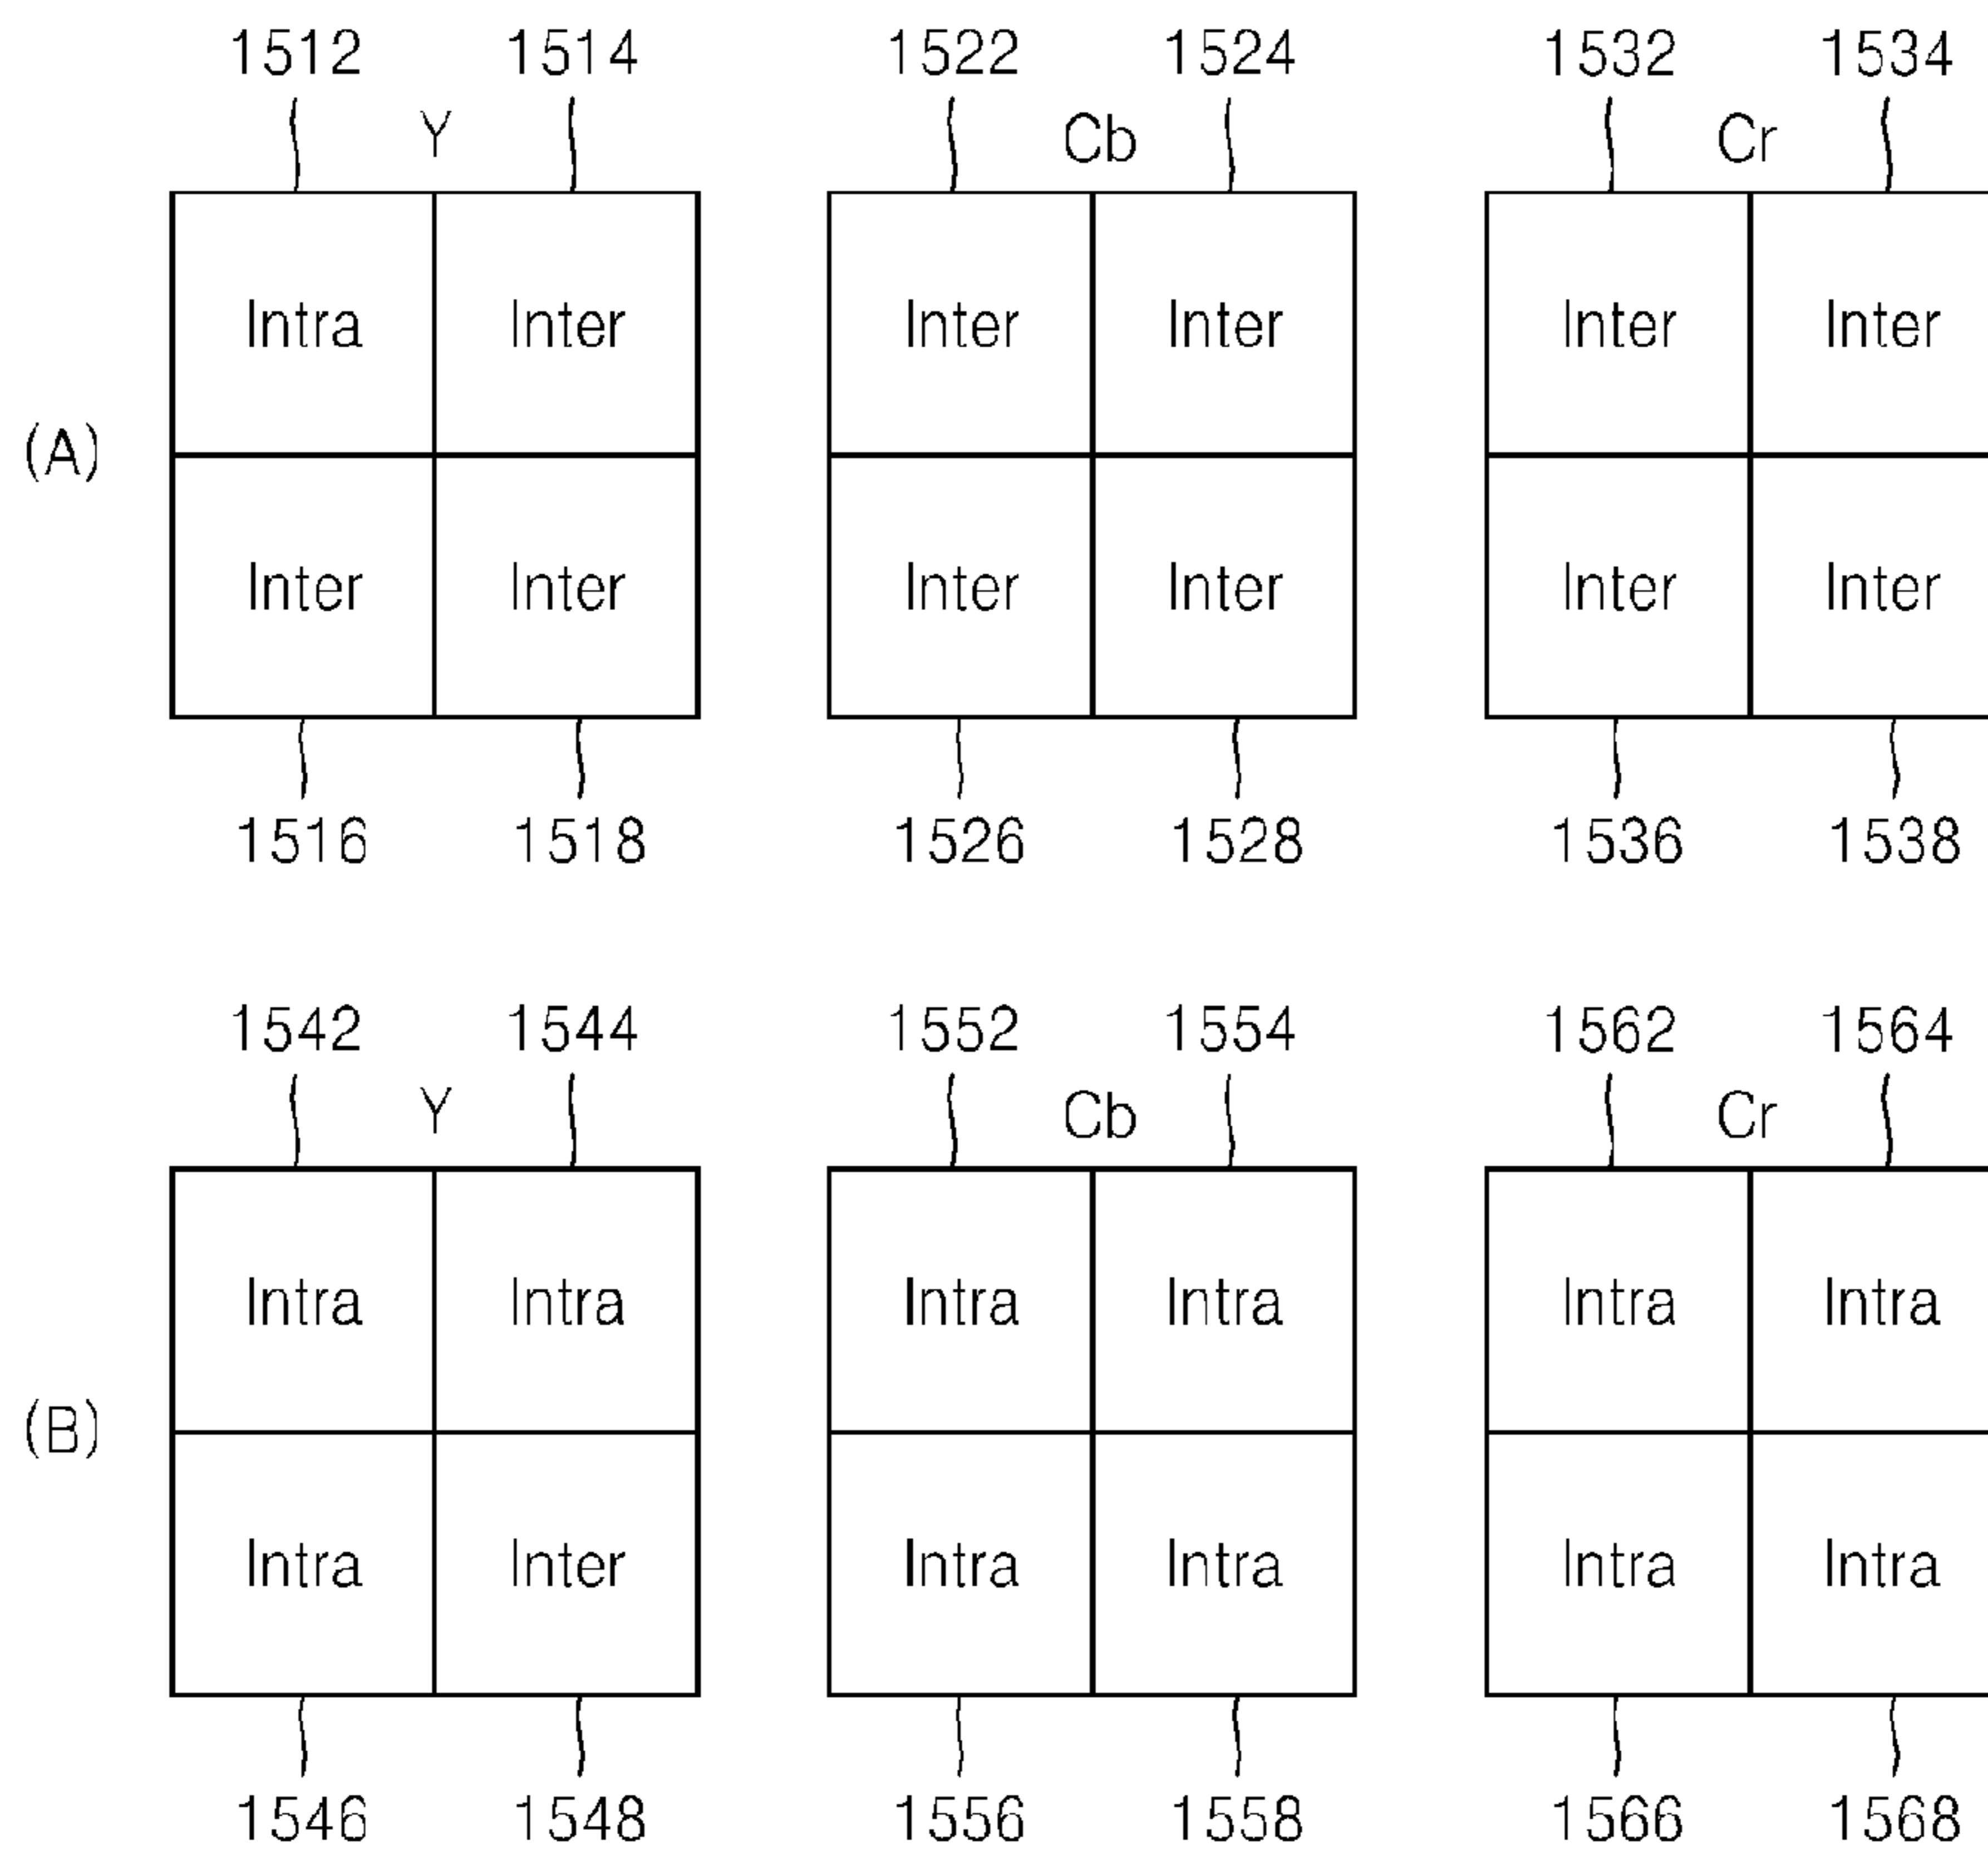 1512 1514 1522 1524 1532 1534
Y Cb Cr
Intra Inter Inter Inter Inter Inter
(A)
Inter Inter Inter Inter Inter Inter
1516 1518 1526 1528 1536 1538
1542 1544 1552 1554 1562 1564
Y Cb Cr
Intra Intra Intra Intra Intra Intra
(B)
Intra Inter Intra Intra Intra Intra
1546 1548 1556 1558 1566 1568